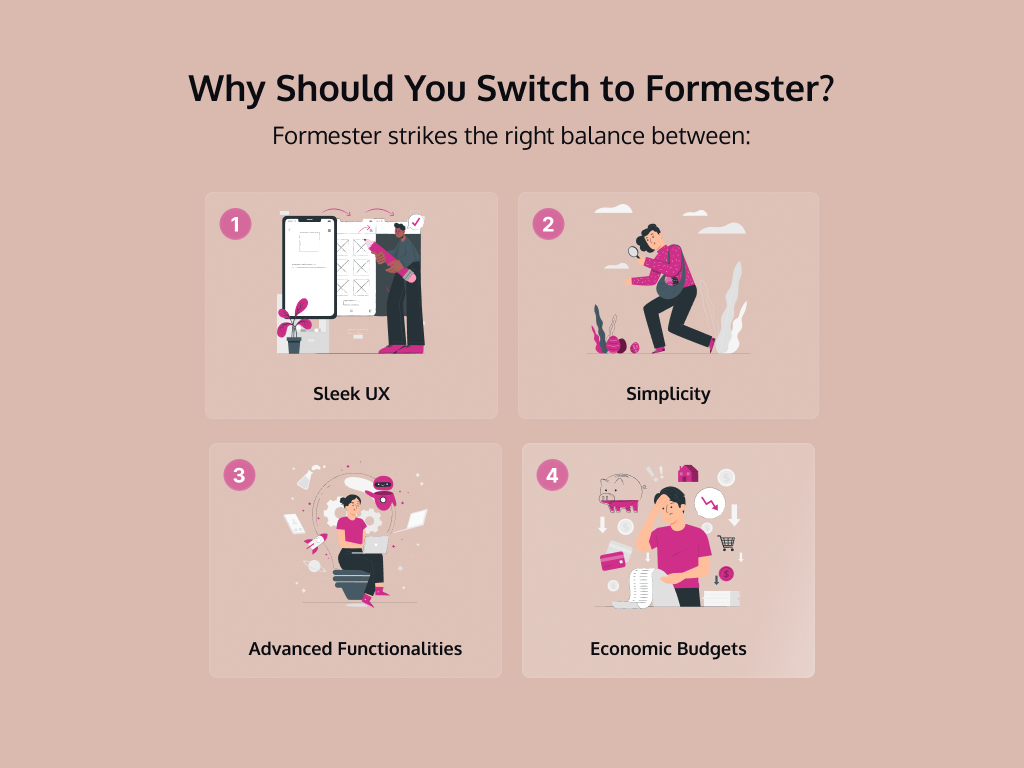 Why Should You Switch to Formester?
Formester strikes the right balance between:
1
Sleek UX
2
Simplicity
3
Advanced Functionalities
4
Economic Budgets